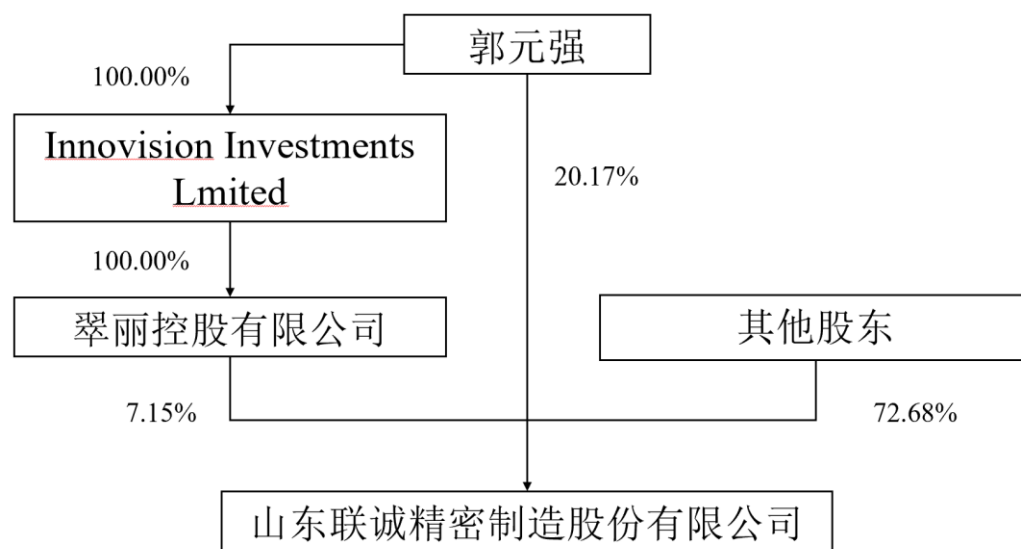 郭元强
100.00%
Innovision Investments
Lmited
20.17%
100.00%
翠丽控股有限公司
其他股东
7.15%
72.68%
山东联诚精密制造股份有限公司